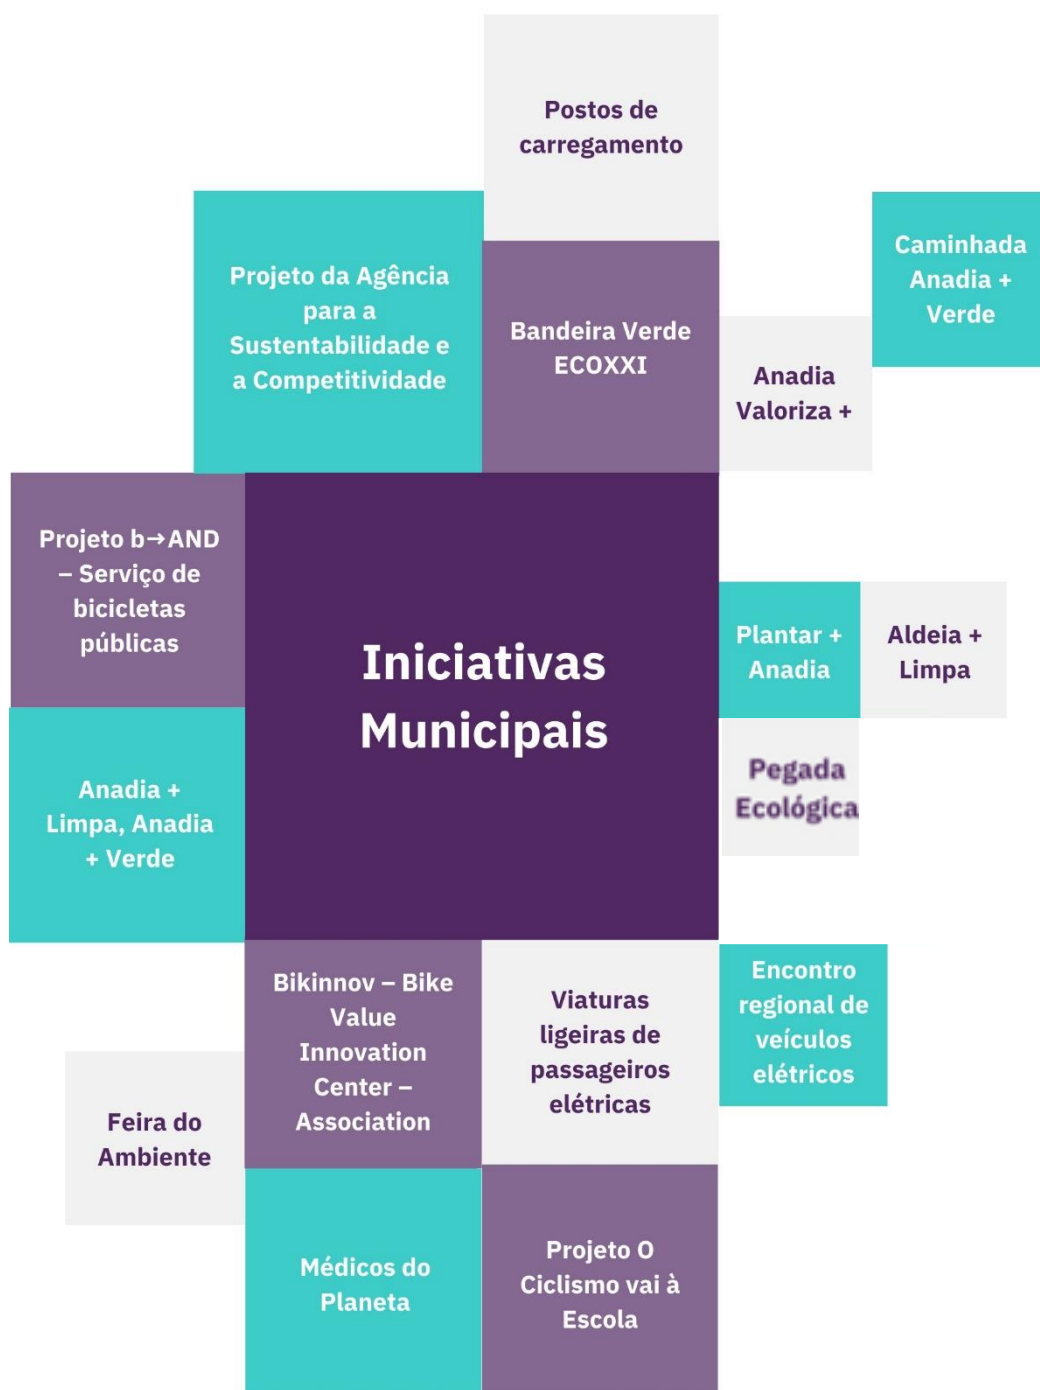 Postos de
carregamento
Projeto da Agência
para a
Sustentabilidade e
a Competitividade
Bandeira Verde
ECOXXI
Anadia
Valoriza +
Caminhada
Anadia +
Verde
Projeto b→AND
– Serviço de
bicicletas
públicas
Iniciativas
Municipais
Plantar +
Anadia
Aldeia +
Limpa
Pegada
Ecológica
Anadia +
Limpa, Anadia
+ Verde
Bikinnov – Bike
Value
Innovation
Center –
Association
Viaturas
ligeiras de
passageiros
elétricas
Encontro
regional de
veículos
elétricos
Feira do
Ambiente
Médicos do
Planeta
Projeto O
Ciclismo vai à
Escola